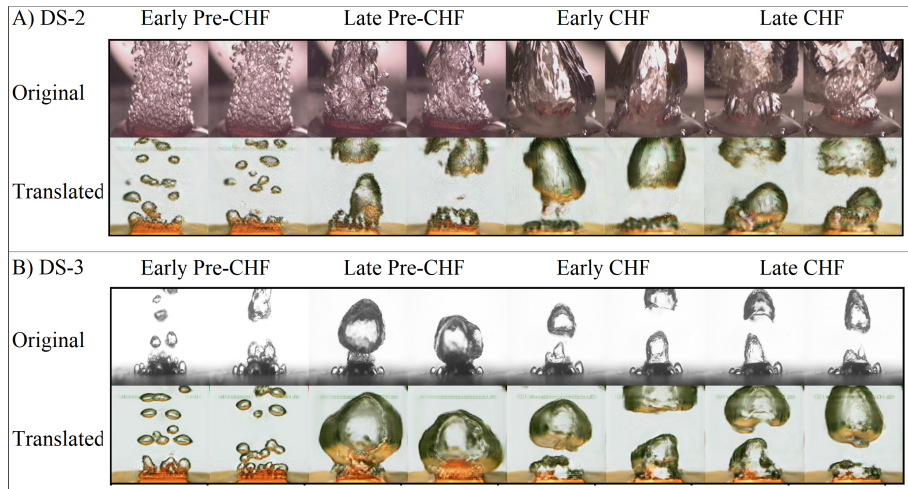 A) DS-2 Early Pre-CHF Late Pre-CHF Early CHF Late CHF
Original
Translated
B) DS-3 Early Pre-CHF Late Pre-CHF Early CHF Late CHF
Original
Translated